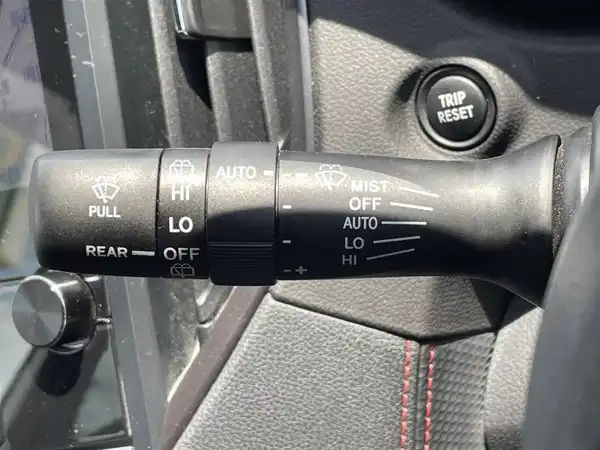 TRIP
RESET
PULL
REAR
HI
LO
OFF
AUTO
- +
MIST
OFF
AUTO
LO
HI